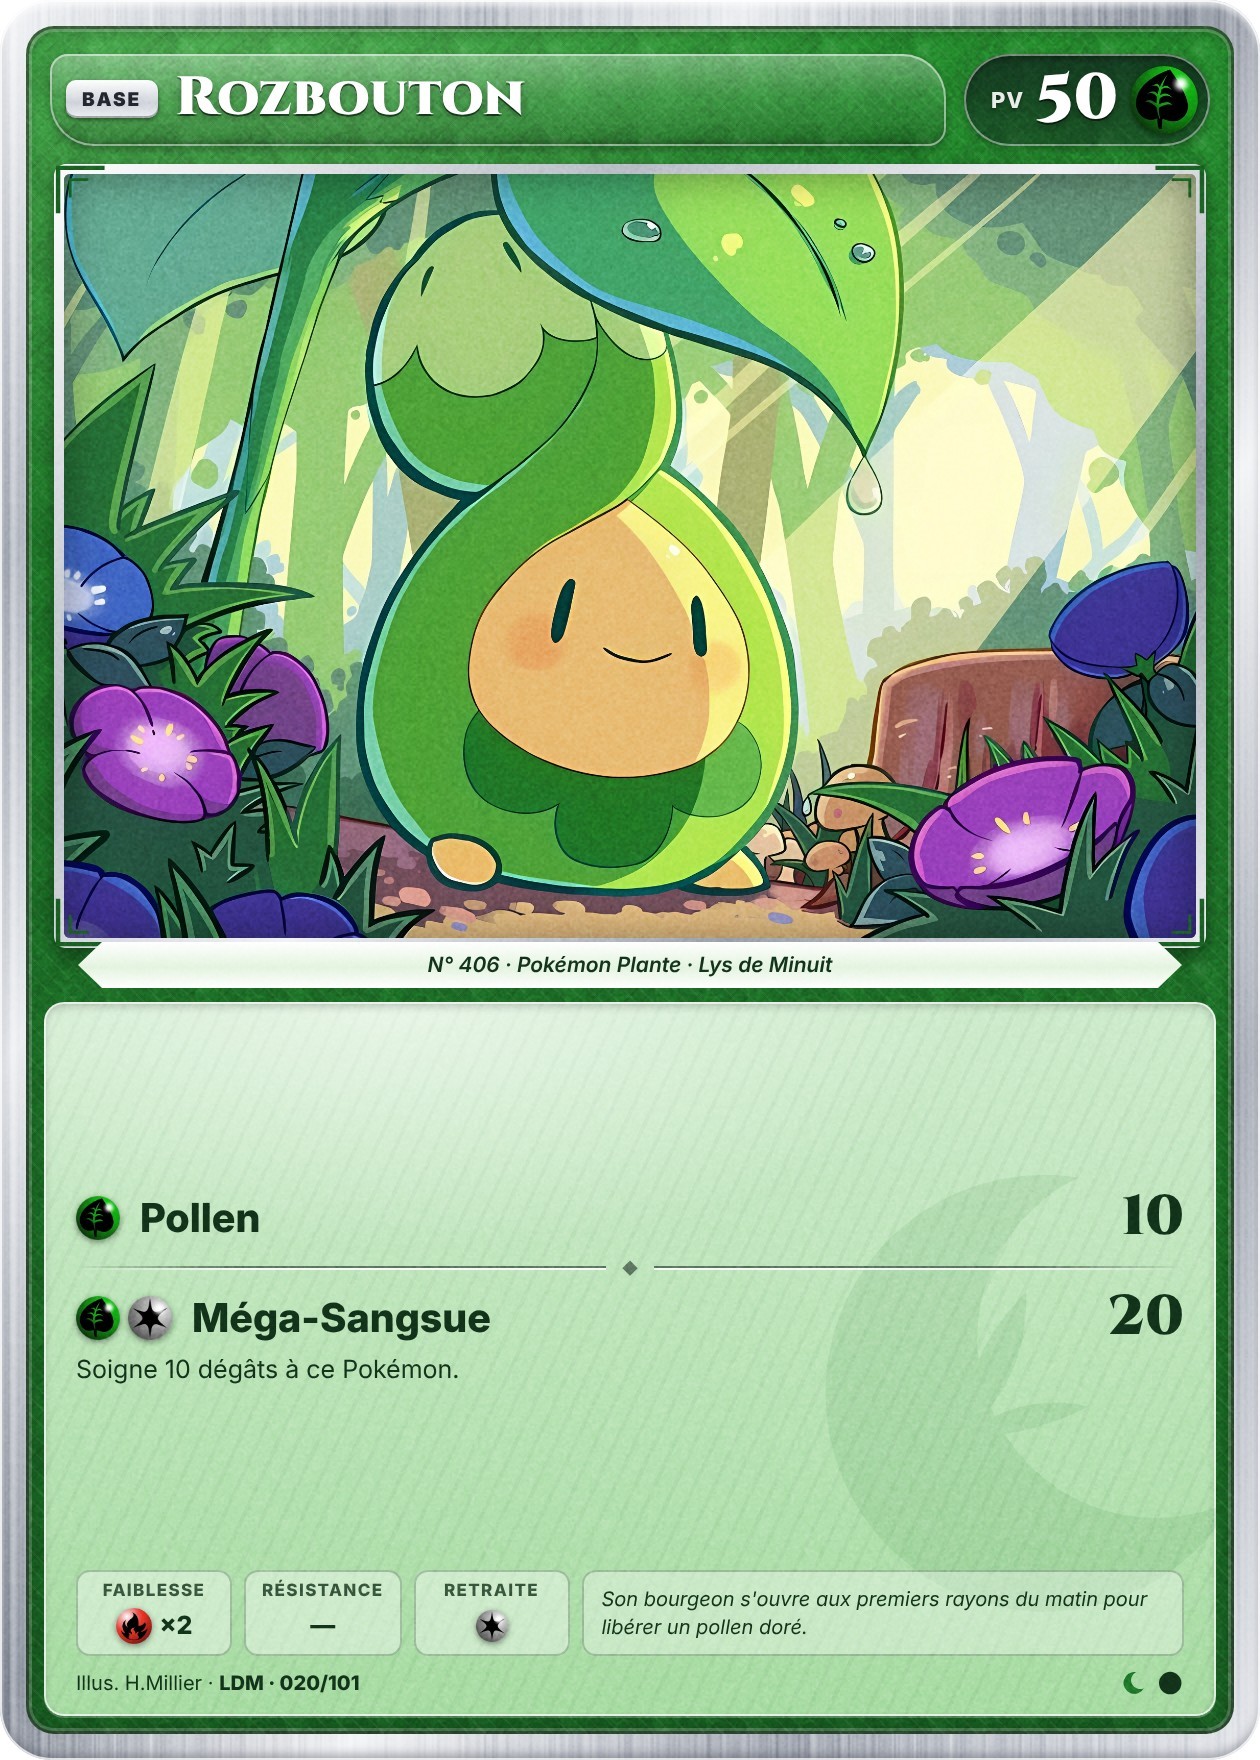 BASE ROZBOUTON PV 50
N° 406 · Pokémon Plante · Lys de Minuit
Pollen 10
Méga-Sangsue 20
Soigne 10 dégâts à ce Pokémon.
FAIBLESSE RÉSISTANCE RETRAITE
×2 —
Son bourgeon s'ouvre aux premiers rayons du matin pour
libérer un pollen doré.
Illus. H.Millier · LDM · 020/101